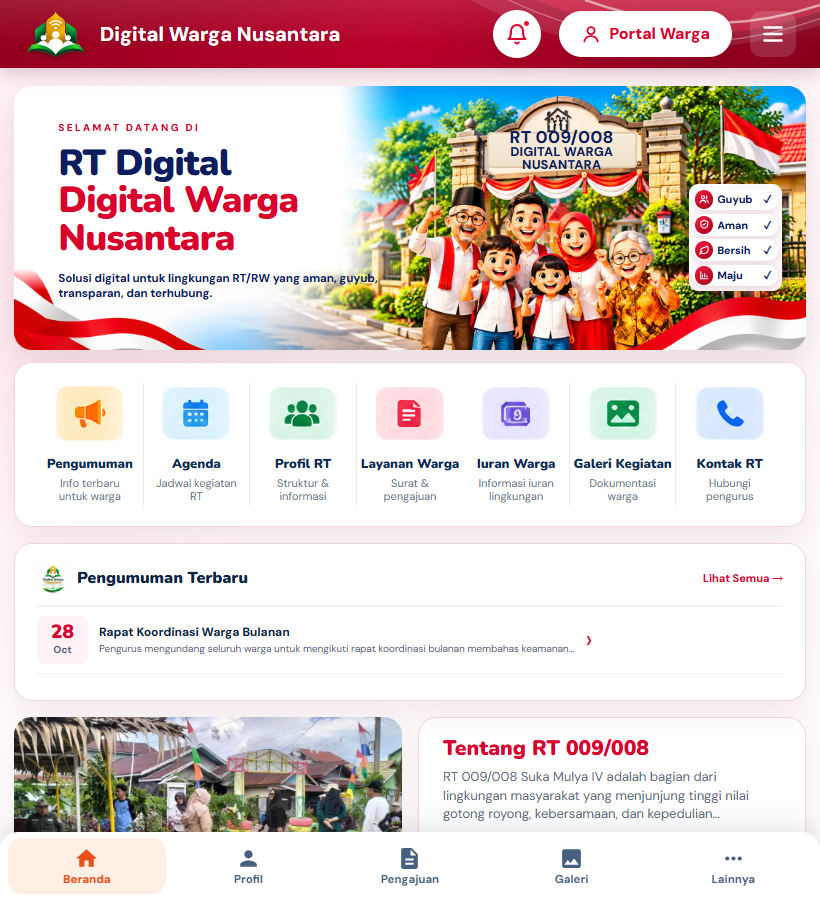 Digital Warga Nusantara
Portal Warga
SELAMAT DATANG DI
RT Digital
Digital Warga
Nusantara
Solusi digital untuk lingkungan RT/RW yang aman, guyub,
transparan, dan terhubung.
RT 009/008
DIGITAL WARGA
NUSANTARA
Guyub ✓
Aman ✓
Bersih ✓
Maju ✓
Pengumuman
Info terbaru
untuk warga
Agenda
Jadwal kegiatan
RT
Profil RT
Struktur &
informasi
Layanan Warga
Surat &
pengajuan
Iuran Warga
Informasi iuran
lingkungan
Galeri Kegiatan
Dokumentasi
warga
Kontak RT
Hubungi
pengurus
Pengumuman Terbaru
Lihat Semua →
28
Oct
Rapat Koordinasi Warga Bulanan
Pengurus mengundang seluruh warga untuk mengikuti rapat koordinasi bulanan membahas keamanan...
Tentang RT 009/008
RT 009/008 Suka Mulya IV adalah bagian dari
lingkungan masyarakat yang menjunjung tinggi nilai
gotong royong, kebersamaan, dan kepedulian...
Beranda
Profil
Pengajuan
Galeri
Lainnya